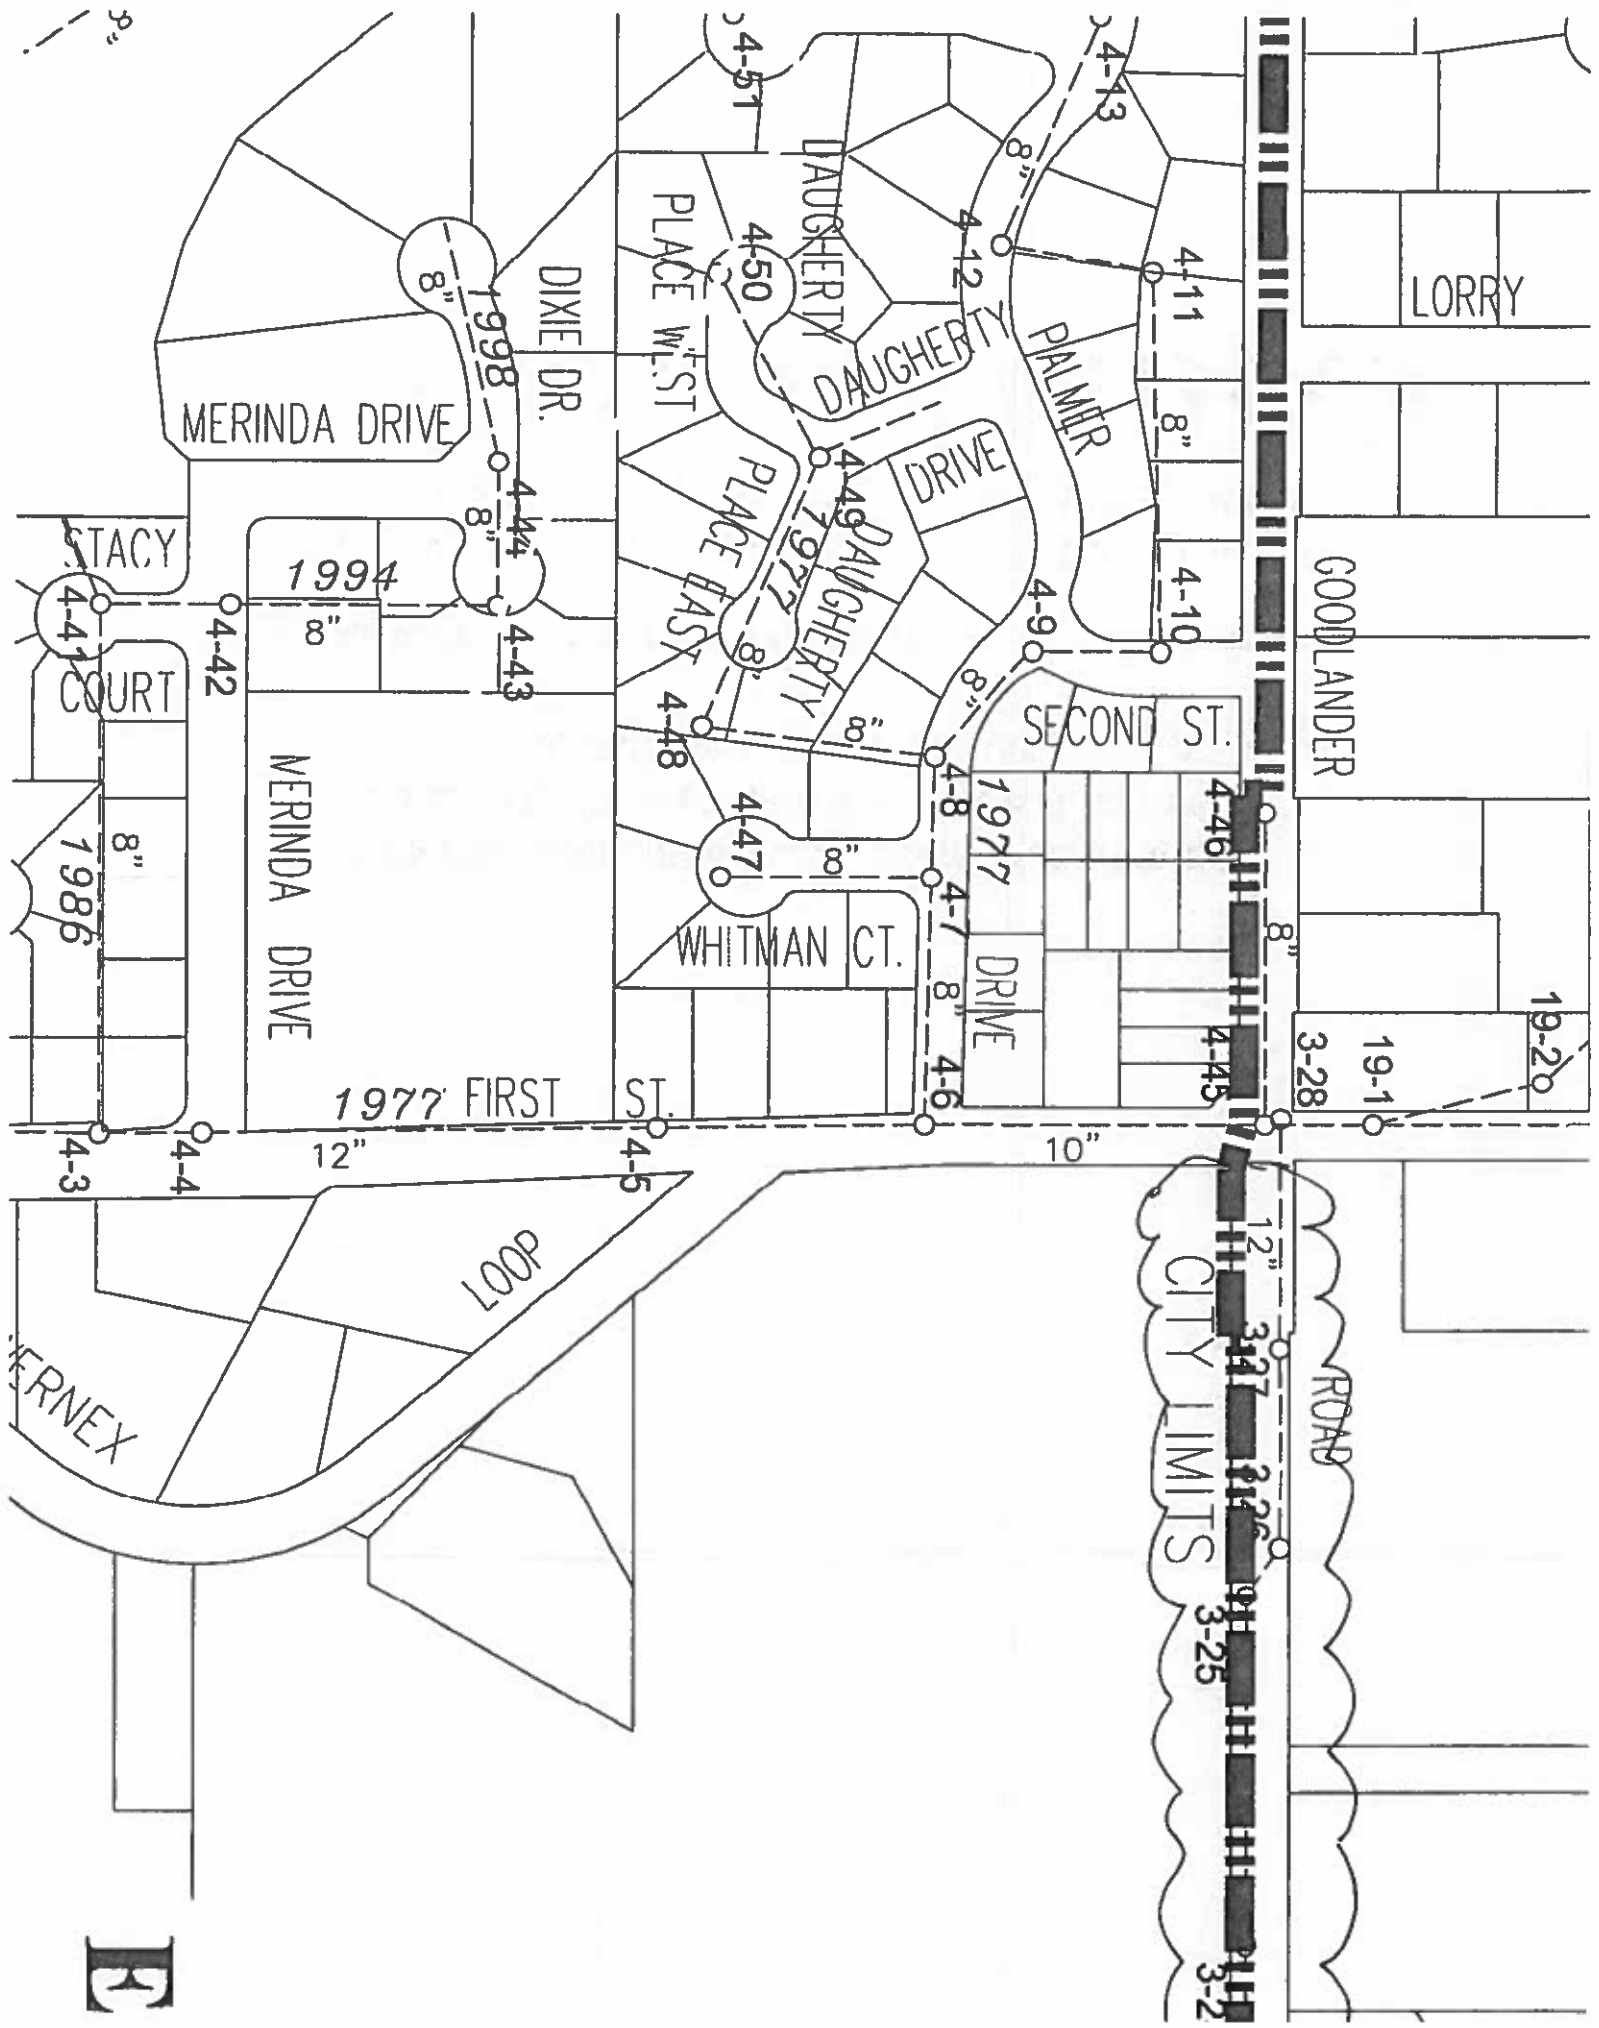 8"
4-51
4-13
DAUGHERTY
PLACE WEST
8"
4-12
4-11
LORRY
4-50
DIXIE DR.
8"
1998
DAUGHERTY
DRIVE
PALMER
8"
MERINDA DRIVE
4-49
1977
DAUGHERTY
PLACE EAST
8"
4-44
8"
STACY
COURT
4-41
1994
8"
4-42
4-43
4-10
4-9
8"
GOODLANDER
ROAD
SECOND ST.
4-48
8"
4-8
1977
DRIVE
4-46
8"
4-47
8"
4-7
WHITMAN CT.
8"
MERINDA DRIVE
8"
1986
4-6
4-45
3-28
19-1
19-2
1977
FIRST ST.
4-3
4-4
12"
4-5
10"
12"
CITY LIMITS
LOOP
3-27
3-26
3-25
3-2
E